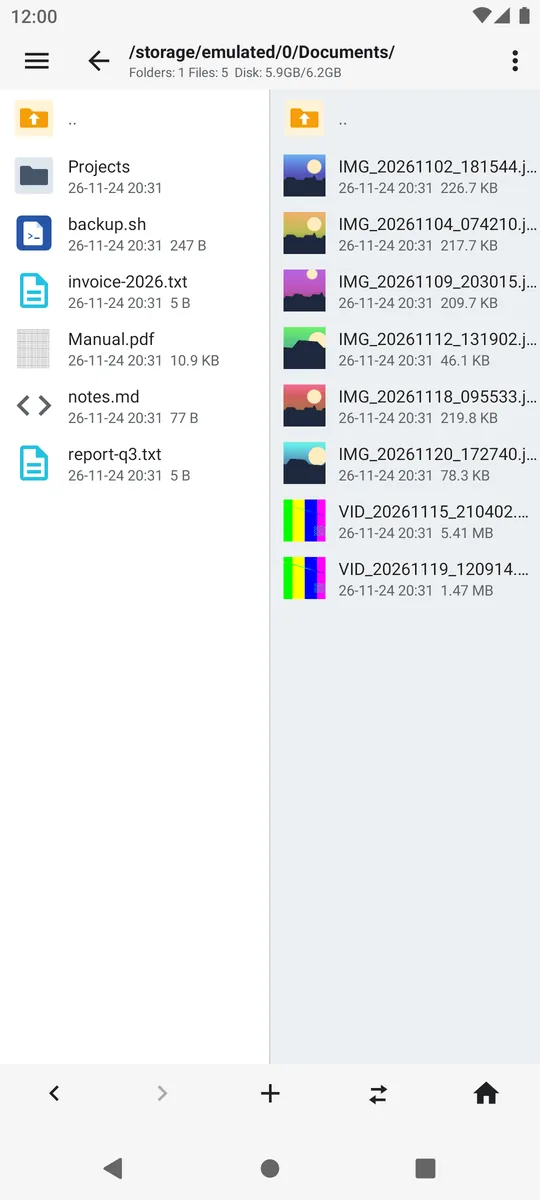 12:00
/storage/emulated/0/Documents/
Folders: 1 Files: 5 Disk: 5.9GB/6.2GB
..
Projects
26-11-24 20:31
backup.sh
26-11-24 20:31 247 B
invoice-2026.txt
26-11-24 20:31 5 B
Manual.pdf
26-11-24 20:31 10.9 KB
notes.md
26-11-24 20:31 77 B
report-q3.txt
26-11-24 20:31 5 B
..
IMG_20261102_181544.j...
26-11-24 20:31 226.7 KB
IMG_20261104_074210.j...
26-11-24 20:31 217.7 KB
IMG_20261109_203015.j...
26-11-24 20:31 209.7 KB
IMG_20261112_131902.j...
26-11-24 20:31 46.1 KB
IMG_20261118_095533.j...
26-11-24 20:31 219.8 KB
IMG_20261120_172740.j...
26-11-24 20:31 78.3 KB
VID_20261115_210402....
26-11-24 20:31 5.41 MB
VID_20261119_120914....
26-11-24 20:31 1.47 MB